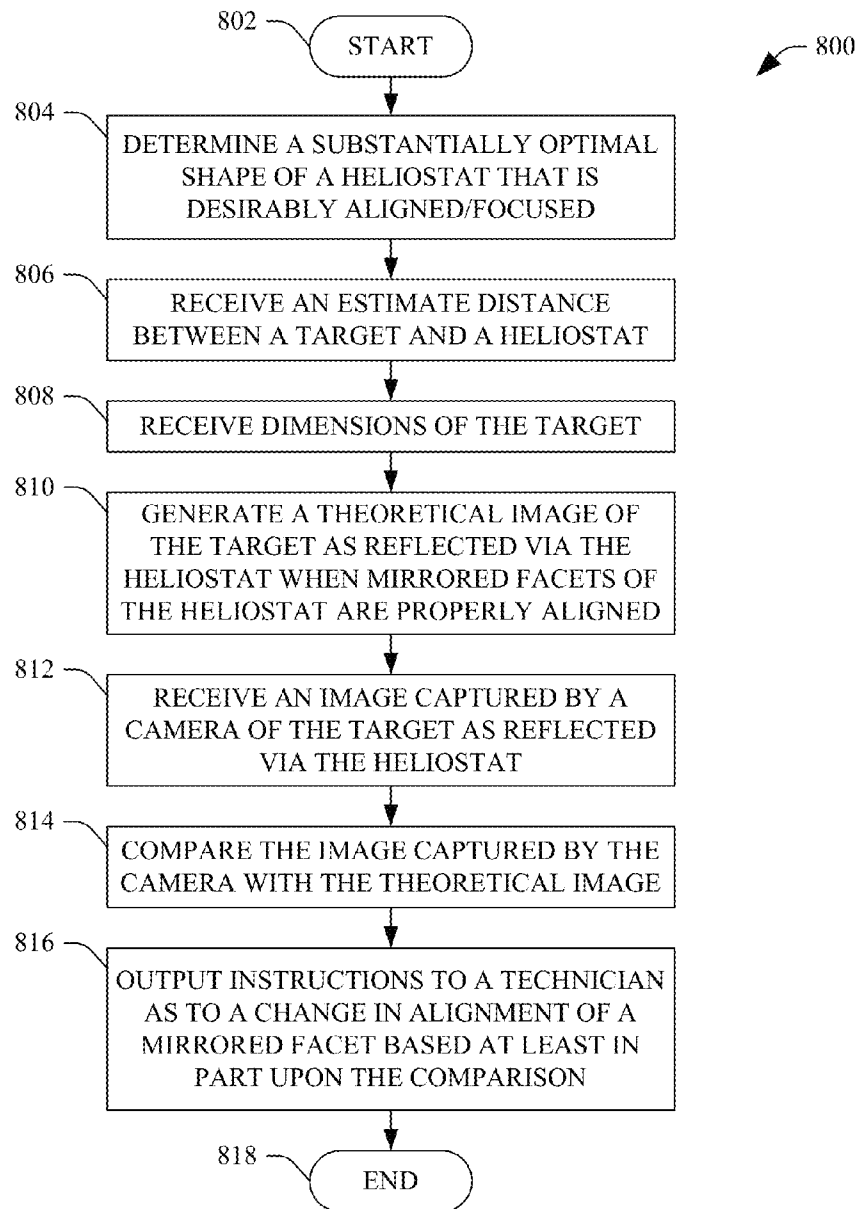 802
START
800
804
DETERMINE A SUBSTANTIALLY OPTIMAL
SHAPE OF A HELIOSTAT THAT IS
DESIRABLY ALIGNED/FOCUSED
806
RECEIVE AN ESTIMATE DISTANCE
BETWEEN A TARGET AND A HELIOSTAT
808
RECEIVE DIMENSIONS OF THE TARGET
810
GENERATE A THEORETICAL IMAGE OF
THE TARGET AS REFLECTED VIA THE
HELIOSTAT WHEN MIRRORED FACETS OF
THE HELIOSTAT ARE PROPERLY ALIGNED
812
RECEIVE AN IMAGE CAPTURED BY A
CAMERA OF THE TARGET AS REFLECTED
VIA THE HELIOSTAT
814
COMPARE THE IMAGE CAPTURED BY THE
CAMERA WITH THE THEORETICAL IMAGE
816
OUTPUT INSTRUCTIONS TO A TECHNICIAN
AS TO A CHANGE IN ALIGNMENT OF A
MIRRORED FACET BASED AT LEAST IN
PART UPON THE COMPARISON
818
END